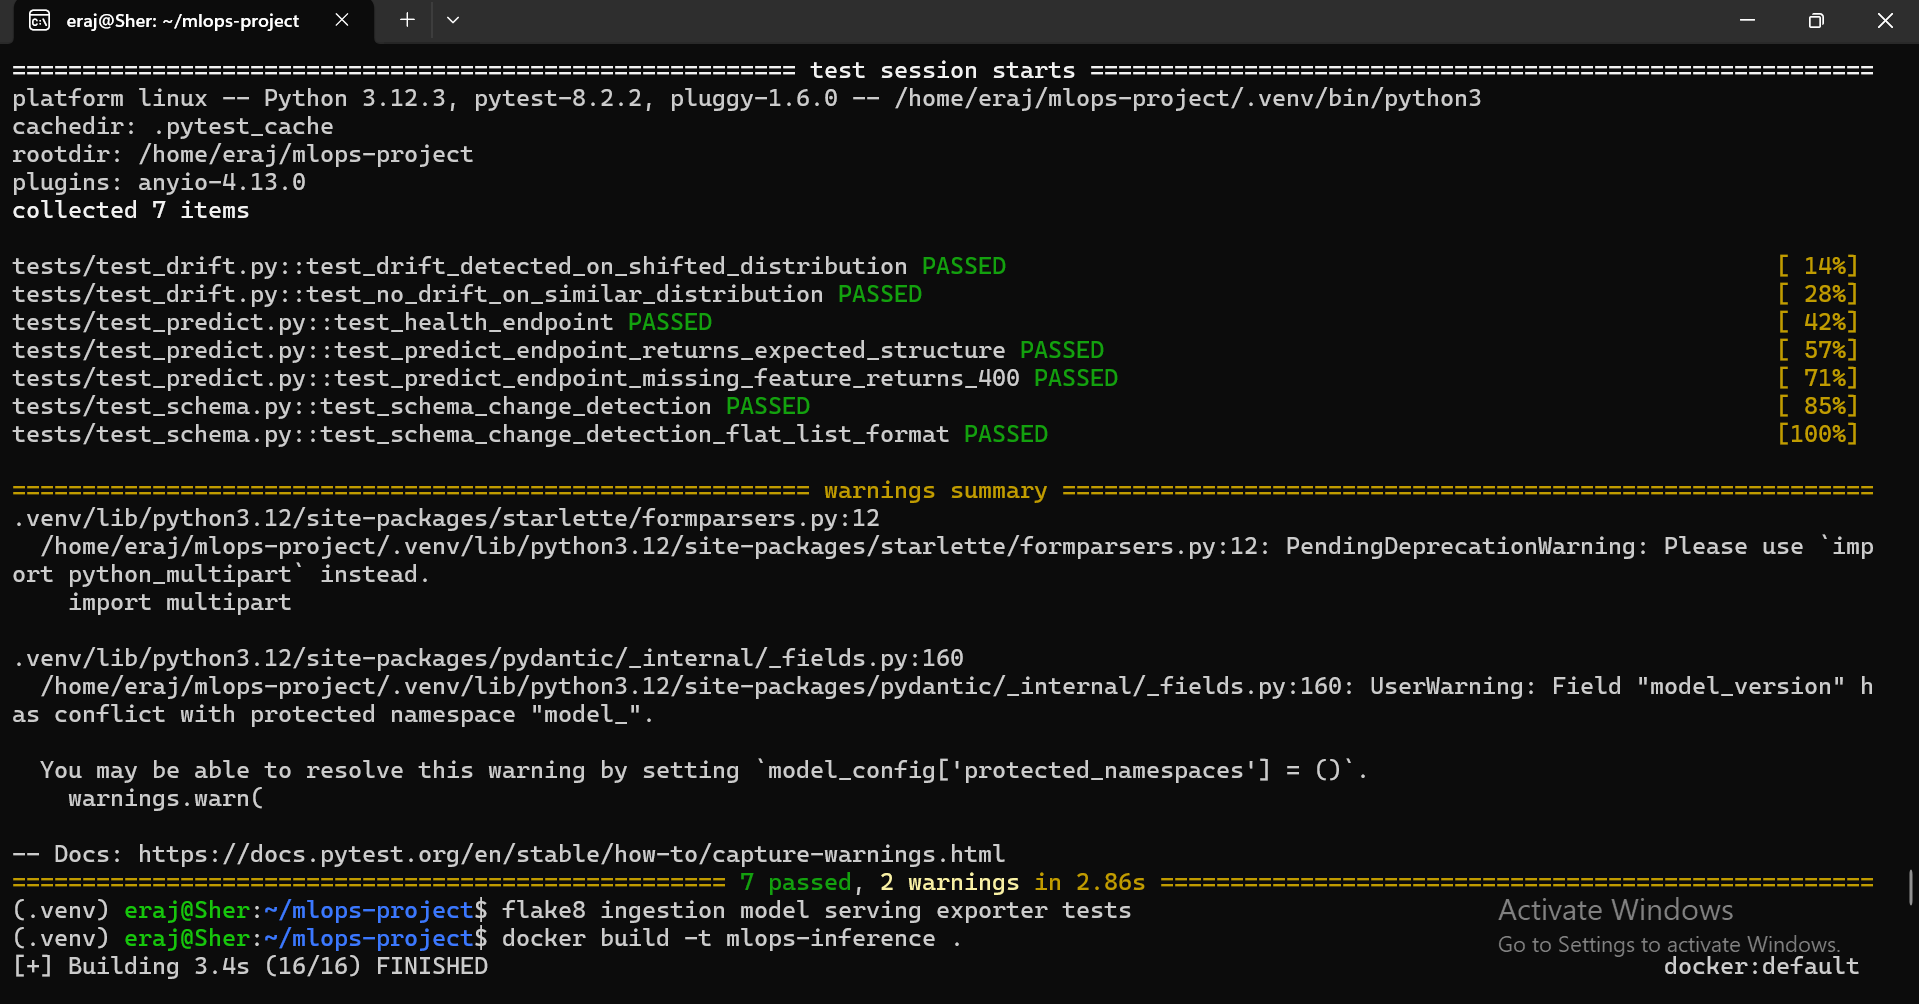 eraj@Sher: ~/mlops-project
======================================================== test session starts ========================================================
platform linux -- Python 3.12.3, pytest-8.2.2, pluggy-1.6.0 -- /home/eraj/mlops-project/.venv/bin/python3
cachedir: .pytest_cache
rootdir: /home/eraj/mlops-project
plugins: anyio-4.13.0
collected 7 items
tests/test_drift.py::test_drift_detected_on_shifted_distribution PASSED [ 14%]
tests/test_drift.py::test_no_drift_on_similar_distribution PASSED [ 28%]
tests/test_predict.py::test_health_endpoint PASSED [ 42%]
tests/test_predict.py::test_predict_endpoint_returns_expected_structure PASSED [ 57%]
tests/test_predict.py::test_predict_endpoint_missing_feature_returns_400 PASSED [ 71%]
tests/test_schema.py::test_schema_change_detection PASSED [ 85%]
tests/test_schema.py::test_schema_change_detection_flat_list_format PASSED [100%]
========================================================= warnings summary ==========================================================
.venv/lib/python3.12/site-packages/starlette/formparsers.py:12
  /home/eraj/mlops-project/.venv/lib/python3.12/site-packages/starlette/formparsers.py:12: PendingDeprecationWarning: Please use `imp
ort python_multipart` instead.
    import multipart
.venv/lib/python3.12/site-packages/pydantic/_internal/_fields.py:160
  /home/eraj/mlops-project/.venv/lib/python3.12/site-packages/pydantic/_internal/_fields.py:160: UserWarning: Field "model_version" h
as conflict with protected namespace "model_".
  You may be able to resolve this warning by setting `model_config['protected_namespaces'] = ()`.
    warnings.warn(
-- Docs: https://docs.pytest.org/en/stable/how-to/capture-warnings.html
=================================================== 7 passed, 2 warnings in 2.86s ===================================================
(.venv) eraj@Sher:~/mlops-project$ flake8 ingestion model serving exporter tests
(.venv) eraj@Sher:~/mlops-project$ docker build -t mlops-inference .
[+] Building 3.4s (16/16) FINISHED docker:default
Activate Windows
Go to Settings to activate Windows.